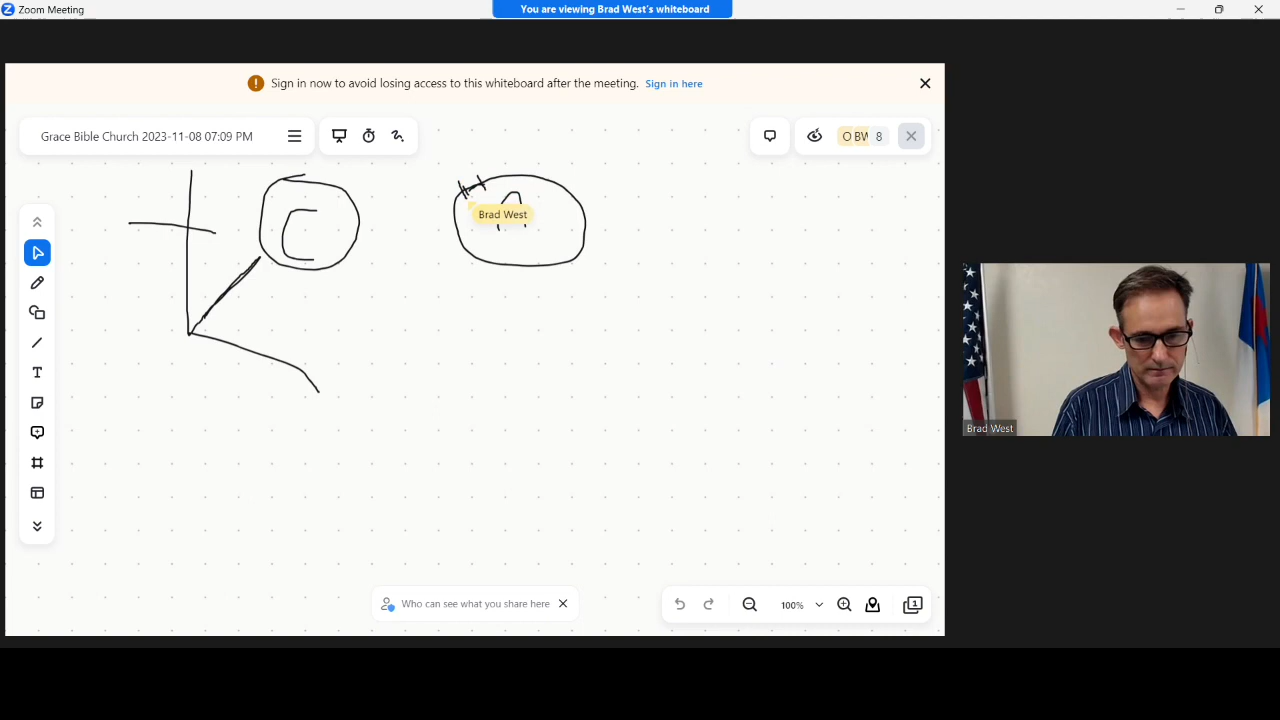 Zoom Meeting
You are viewing Brad West's whiteboard
Sign in now to avoid losing access to this whiteboard after the meeting. Sign in here
Grace Bible Church 2023-11-08 07:09 PM
O BW 8
C
Brad West
T
Brad West
Who can see what you share here
100%
1